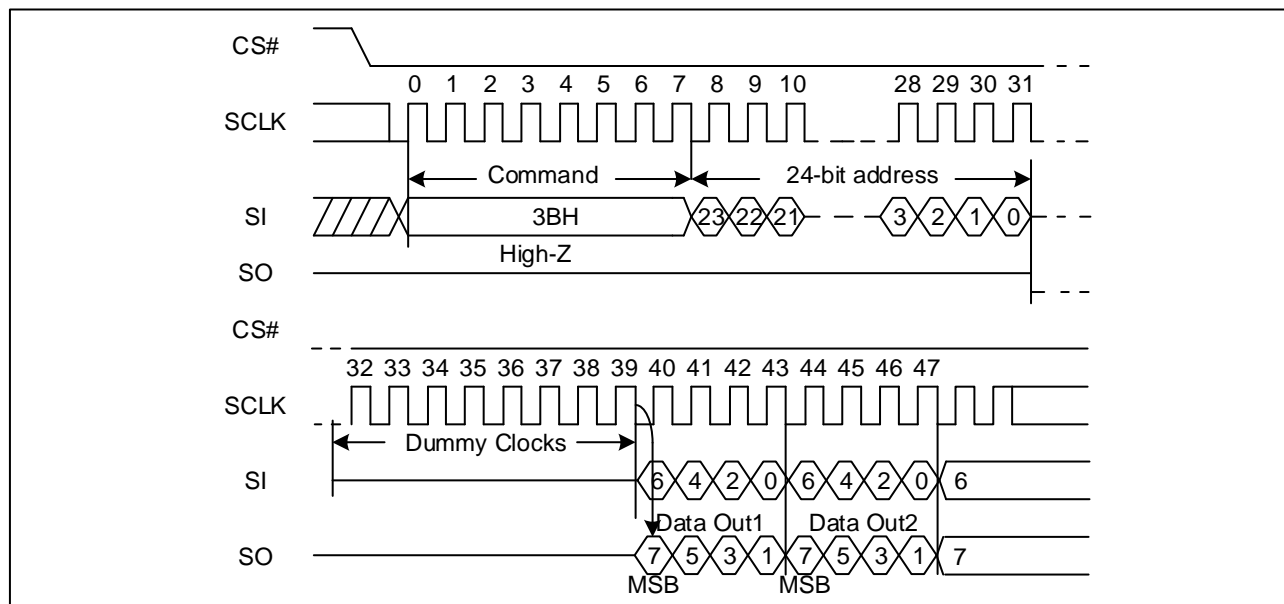 CS#
0 1 2 3 4 5 6 7 8 9 10 28 29 30 31
SCLK
Command 24-bit address
SI 3BH 23 22 21 3 2 1 0
High-Z
SO
CS#
32 33 34 35 36 37 38 39 40 41 42 43 44 45 46 47
SCLK
Dummy Clocks
SI 6 4 2 0 6 4 2 0 6
Data Out1 Data Out2
SO 7 5 3 1 7 5 3 1 7
MSB MSB